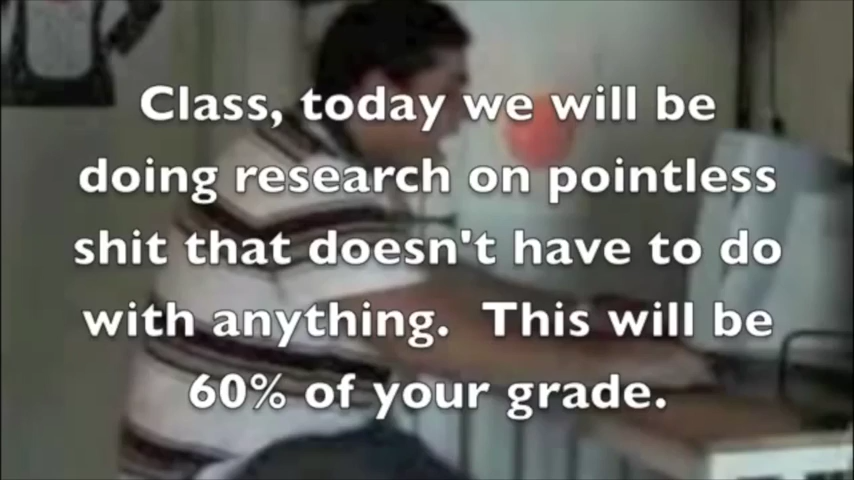 Class, today we will be
doing research on pointless
shit that doesn't have to do
with anything.  This will be
60% of your grade.